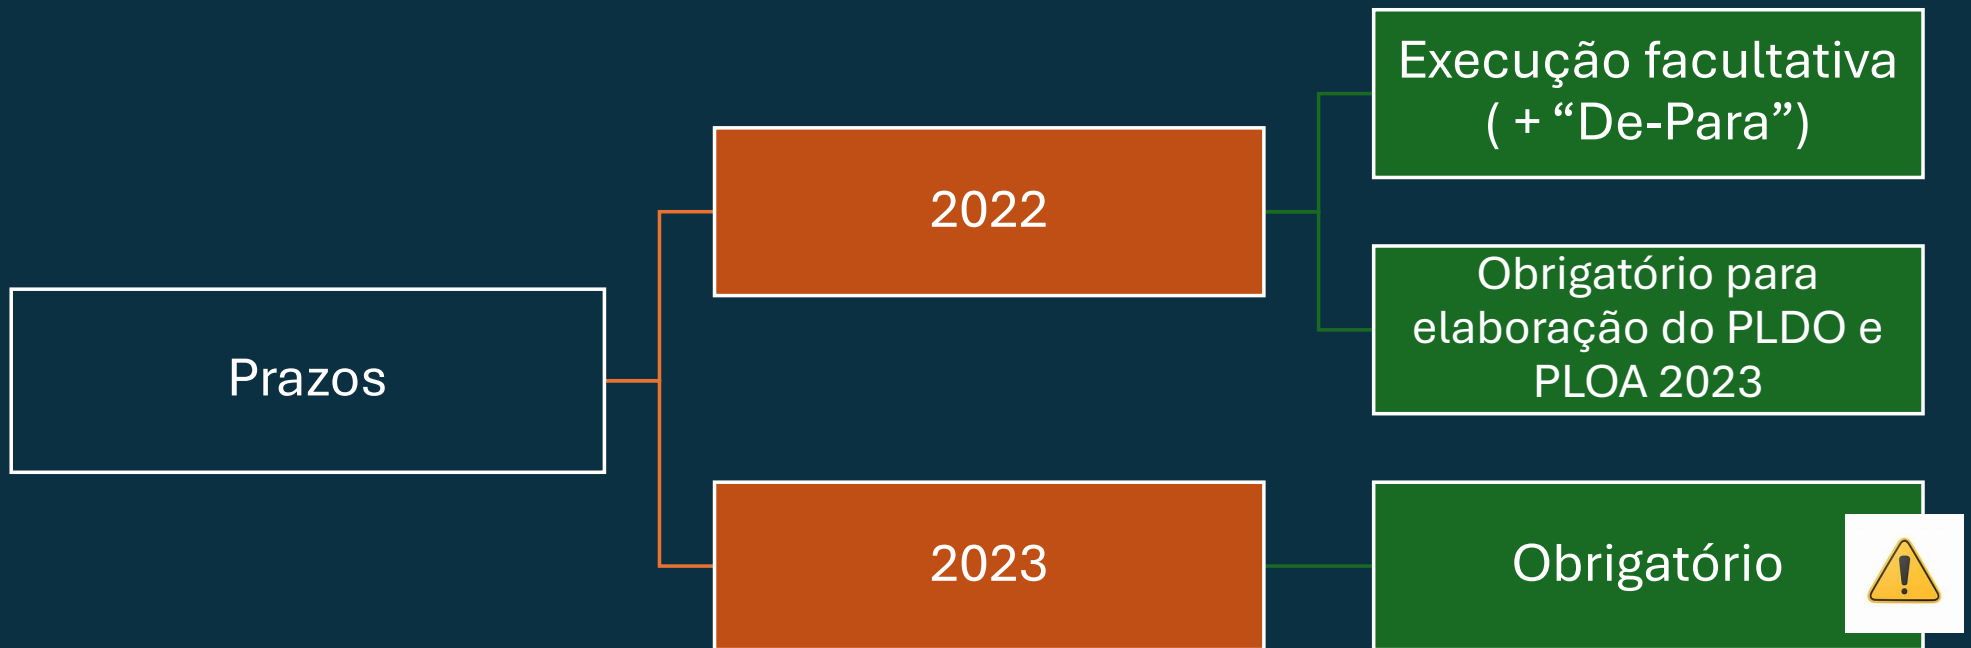 Prazos
2022
Execução facultativa
( + “De-Para”)
Obrigatório para
elaboração do PLDO e
PLOA 2023
2023
Obrigatório